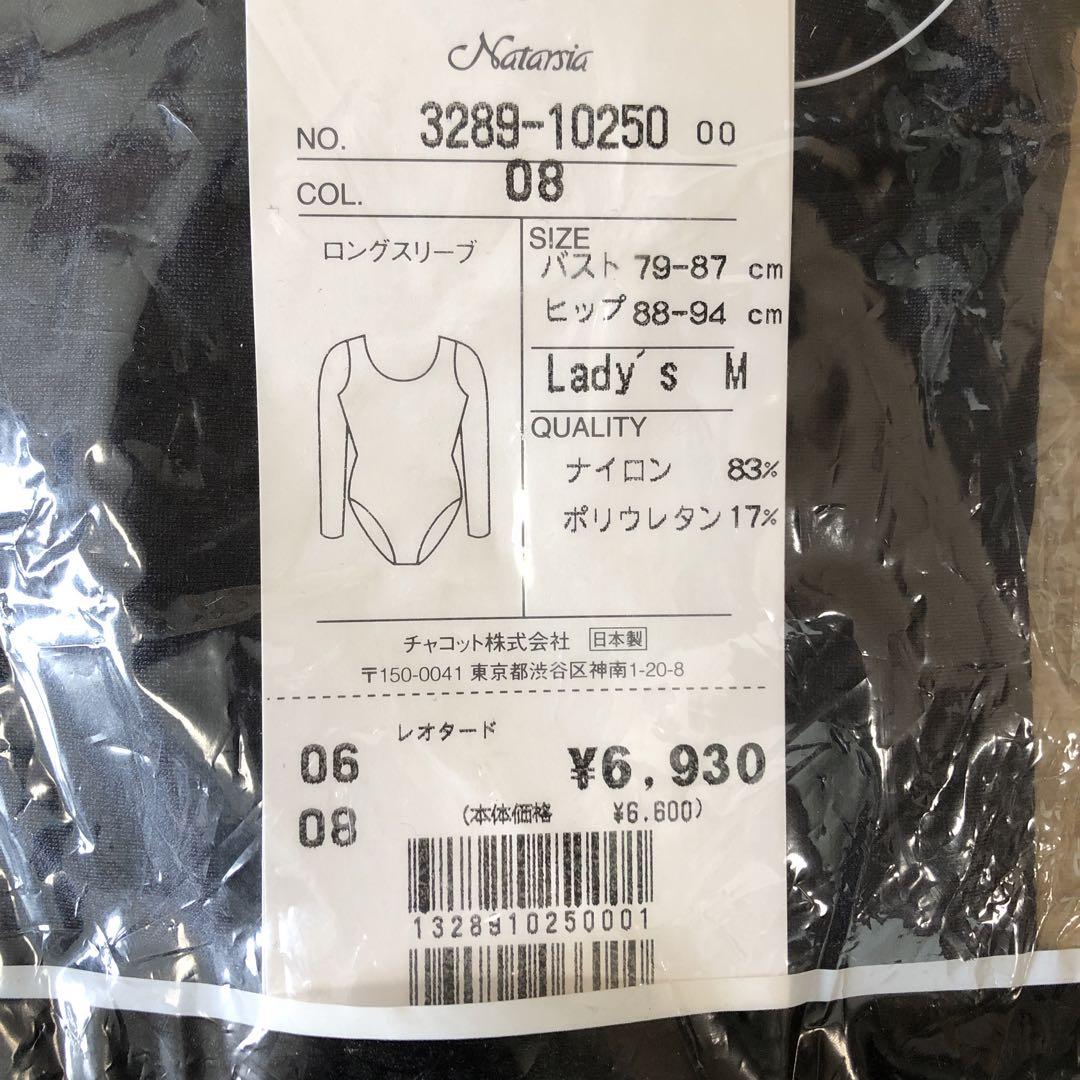 Natarsia
NO. 3289-10250 00
COL. 08
ロングスリーブ
SIZE
バスト 79-87 cm
ヒップ 88-94 cm
Lady's M
QUALITY
ナイロン 83%
ポリウレタン 17%
チャコット株式会社 日本製
〒150-0041 東京都渋谷区神南1-20-8
レオタード
06 ¥6,930
08 (本体価格 ¥6.600)
1328910250001